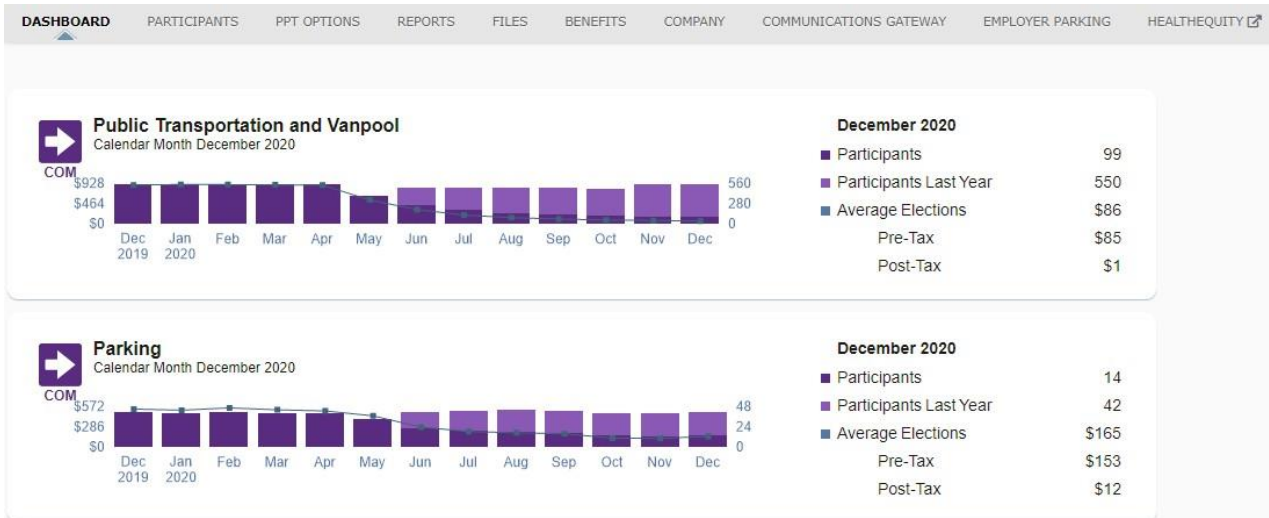 DASHBOARD PARTICIPANTS PPT OPTIONS REPORTS FILES BENEFITS COMPANY COMMUNICATIONS GATEWAY EMPLOYER PARKING HEALTHEQUITY
Public Transportation and Vanpool
Calendar Month December 2020
COM
$928
$464
$0
560
280
0
Dec Jan Feb Mar Apr May Jun Jul Aug Sep Oct Nov Dec
2019 2020
December 2020
Participants 99
Participants Last Year 550
Average Elections $86
Pre-Tax $85
Post-Tax $1
Parking
Calendar Month December 2020
COM
$572
$286
$0
48
24
0
Dec Jan Feb Mar Apr May Jun Jul Aug Sep Oct Nov Dec
2019 2020
December 2020
Participants 14
Participants Last Year 42
Average Elections $165
Pre-Tax $153
Post-Tax $12